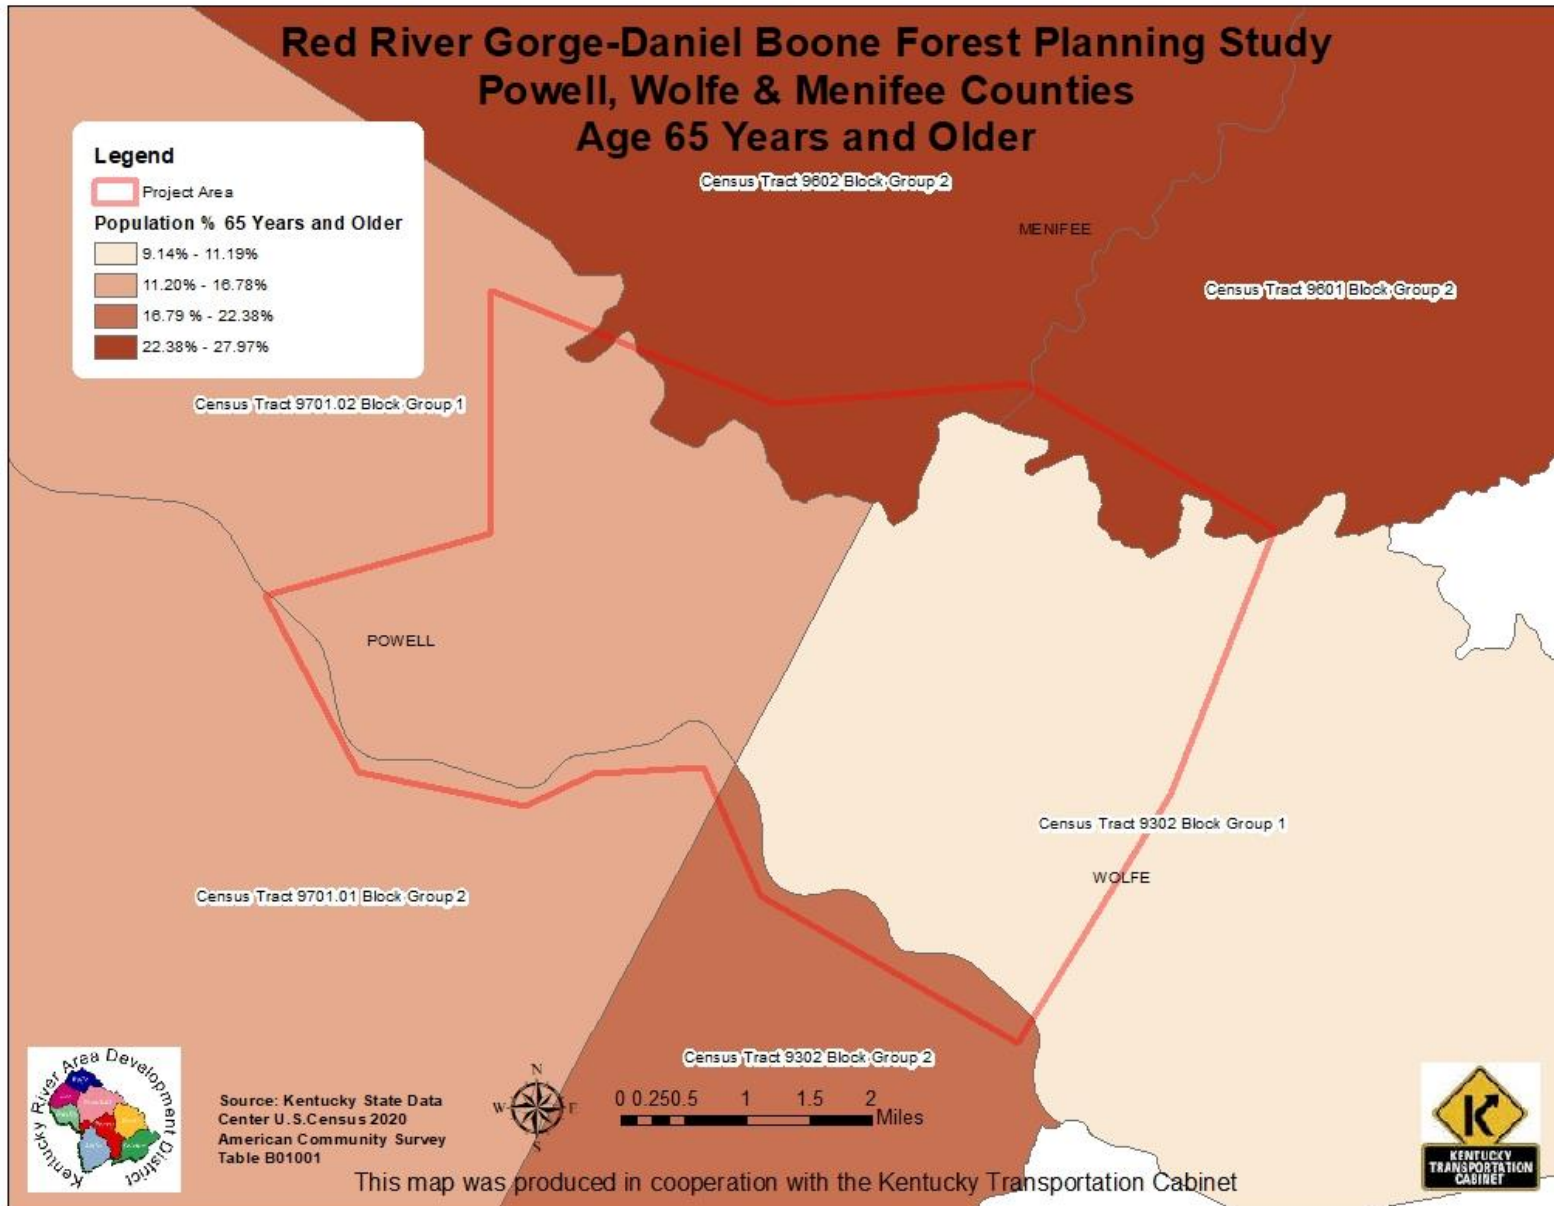 Red River Gorge-Daniel Boone Forest Planning Study
Powell, Wolfe & Menifee Counties
Age 65 Years and Older
Legend
Project Area
Population % 65 Years and Older
9.14% - 11.19%
11.20% - 16.78%
16.79 % - 22.38%
22.38% - 27.97%
Census Tract 9602 Block Group 2
MENIFEE
Census Tract 9601 Block Group 2
Census Tract 9701.02 Block Group 1
POWELL
Census Tract 9302 Block Group 1
WOLFE
Census Tract 9701.01 Block Group 2
Census Tract 9302 Block Group 2
Kentucky River Area Development District
Source: Kentucky State Data
Center U.S.Census 2020
American Community Survey
Table B01001
N
W E
S
0 0.250.5 1 1.5 2
Miles
KENTUCKY
TRANSPORTATION
CABINET
This map was produced in cooperation with the Kentucky Transportation Cabinet